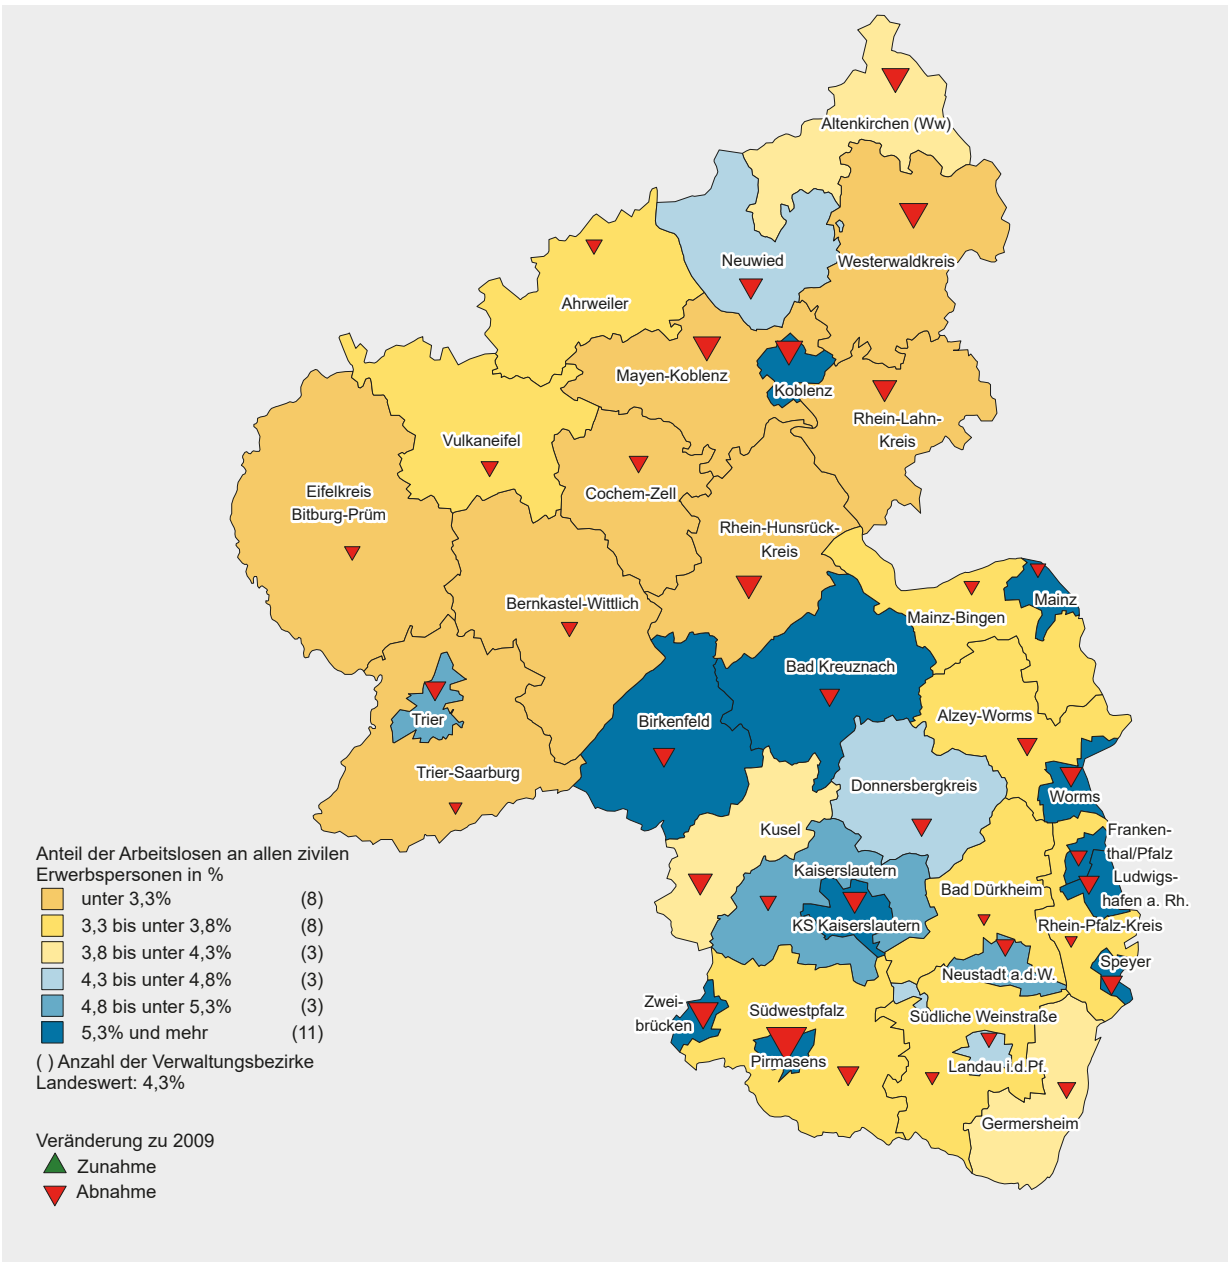 Altenkirchen (Ww)
Neuwied
Westerwaldkreis
Ahrweiler
Mayen-Koblenz
Koblenz
Rhein-Lahn-
Kreis
Vulkaneifel
Cochem-Zell
Eifelkreis
Bitburg-Prüm
Rhein-Hunsrück-
Kreis
Bernkastel-Wittlich
Mainz
Mainz-Bingen
Bad Kreuznach
Trier
Birkenfeld
Alzey-Worms
Trier-Saarburg
Donnersbergkreis
Worms
Kusel
Franken-
thal/Pfalz
Kaiserslautern
Ludwigs-
hafen a. Rh.
Bad Dürkheim
KS Kaiserslautern
Rhein-Pfalz-Kreis
Speyer
Neustadt a.d.W.
Zwei-
brücken
Südwestpfalz
Südliche Weinstraße
Pirmasens
Landau i.d.Pf.
Germersheim
Anteil der Arbeitslosen an allen zivilen
Erwerbspersonen in %
unter 3,3% (8)
3,3 bis unter 3,8% (8)
3,8 bis unter 4,3% (3)
4,3 bis unter 4,8% (3)
4,8 bis unter 5,3% (3)
5,3% und mehr (11)
( ) Anzahl der Verwaltungsbezirke
Landeswert: 4,3%
Veränderung zu 2009
Zunahme
Abnahme